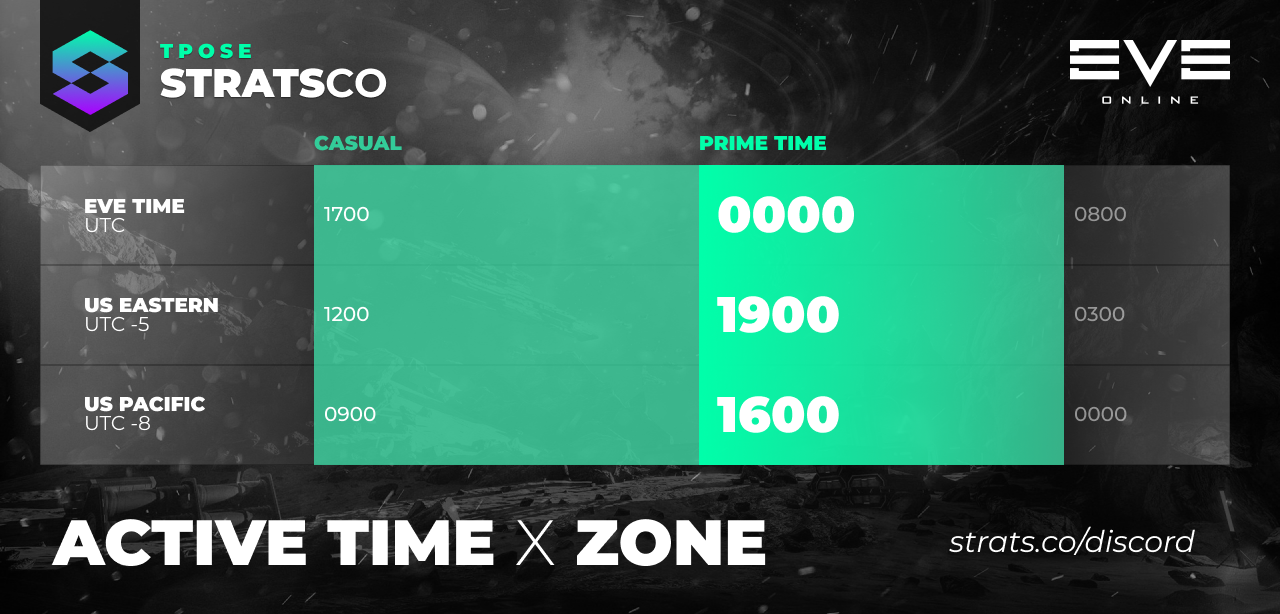 TPOSE
STRATSCO
EVE
ONLINE
CASUAL
PRIME TIME
EVE TIME
UTC
1700
0000
0800
US EASTERN
UTC -5
1200
1900
0300
US PACIFIC
UTC -8
0900
1600
0000
ACTIVE TIME X ZONE
strats.co/discord